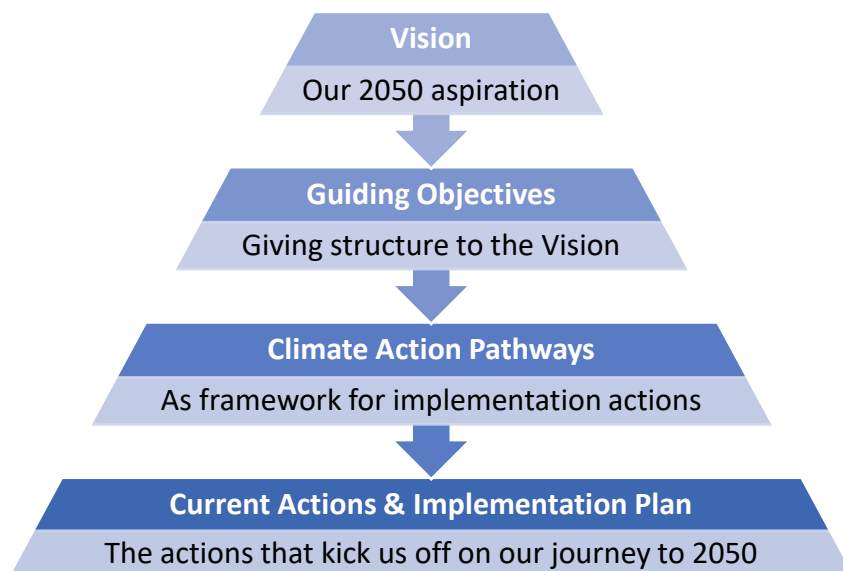 Vision
Our 2050 aspiration
Guiding Objectives
Giving structure to the Vision
Climate Action Pathways
As framework for implementation actions
Current Actions & Implementation Plan
The actions that kick us off on our journey to 2050